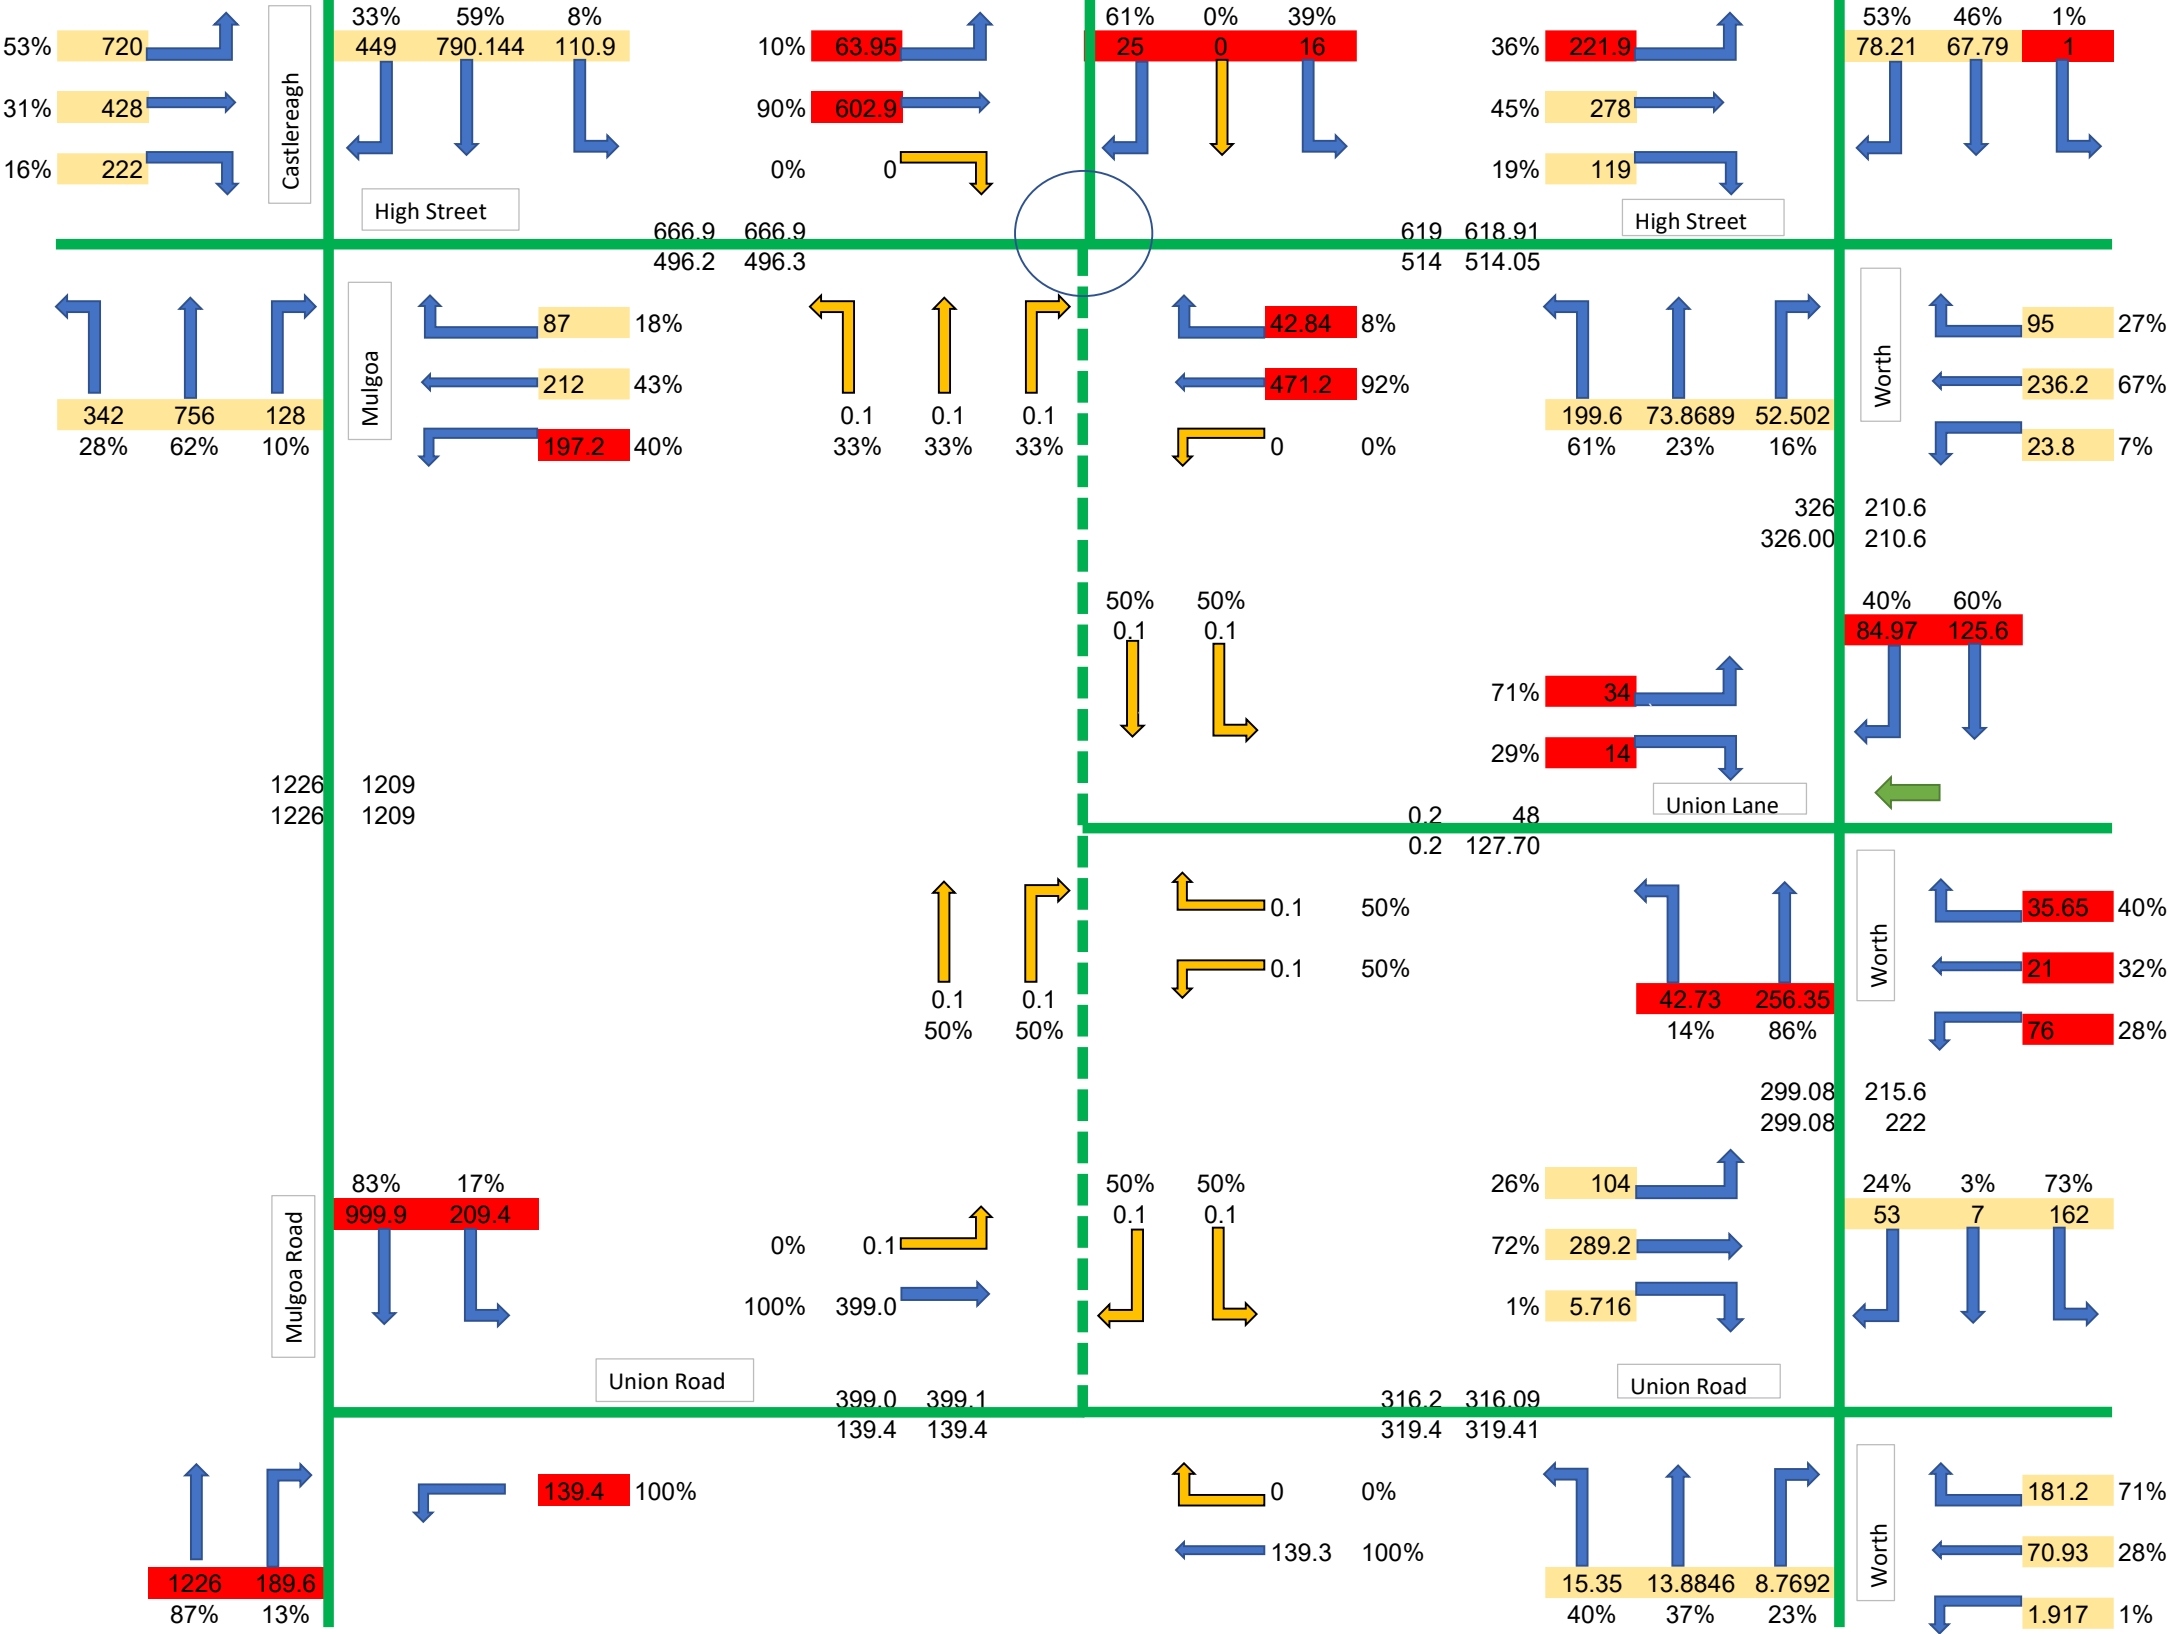 33% 59% 8% 61% 0% 39% 53% 46% 1%
53% 720 449 790.144 110.9 10% 63.95 25 0 16 36% 221.9 78.21 67.79 1
31% 428 90% 602.9 45% 278
16% 222 0% 0 19% 119
Castlereagh
High Street
High Street
666.9 666.9 619 618.91
496.2 496.3 514 514.05
Mulgoa
Worth
87 18% 42.84 8% 95 27%
212 43% 471.2 92% 236.2 67%
342 756 128 0.1 0.1 0.1 199.6 73.8689 52.502
28% 62% 10% 197.2 40% 33% 33% 33% 0 0% 61% 23% 16% 23.8 7%
326 210.6
326.00 210.6
50% 50% 40% 60%
0.1 0.1 84.97 125.6
71% 34
29% 14
1226 1209
Union Lane
1226 1209 0.2 48
0.2 127.70
Worth
0.1 50% 35.65 40%
0.1 50% 21 32%
0.1 0.1 42.73 256.35
50% 50% 14% 86% 76 28%
299.08 215.6
299.08 222
83% 17% 50% 50% 26% 104 24% 3% 73%
999.9 209.4 0.1 0.1 53 7 162
0% 0.1 72% 289.2
Mulgoa Road
100% 399.0 1% 5.716
Union Road
Union Road
399.0 399.1 316.2 316.09
139.4 139.4 319.4 319.41
139.4 100% 0 0% 181.2 71%
Worth
139.3 100% 70.93 28%
1226 189.6 15.35 13.8846 8.7692
87% 13% 40% 37% 23% 1.917 1%